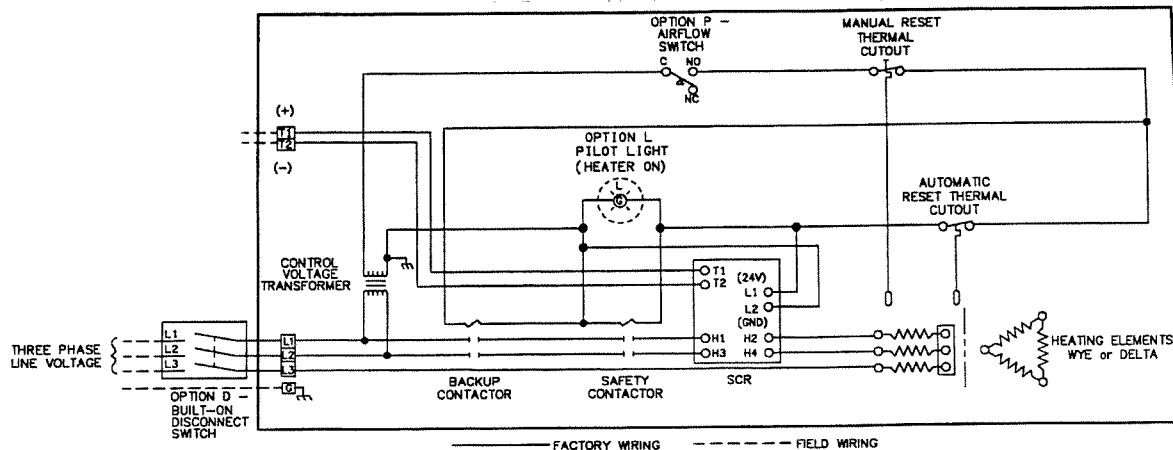 OPTION P -
AIRFLOW
SWITCH
MANUAL RESET
THERMAL
CUTOUT
C
NO
NC
(+)
T1
T2
(-)
OPTION L
PILOT LIGHT
(HEATER ON)
L
G
AUTOMATIC
RESET THERMAL
CUTOUT
CONTROL
VOLTAGE
TRANSFORMER
T1
T2
(24V)
L1
L2
(GND)
H1
H2
H3
H4
THREE PHASE
LINE VOLTAGE
L1
L2
L3
L1
L2
L3
G
HEATING ELEMENTS
WYE or DELTA
OPTION D -
BUILT-ON
DISCONNECT
SWITCH
BACKUP
CONTACTOR
SAFETY
CONTACTOR
SCR
FACTORY WIRING
FIELD WIRING